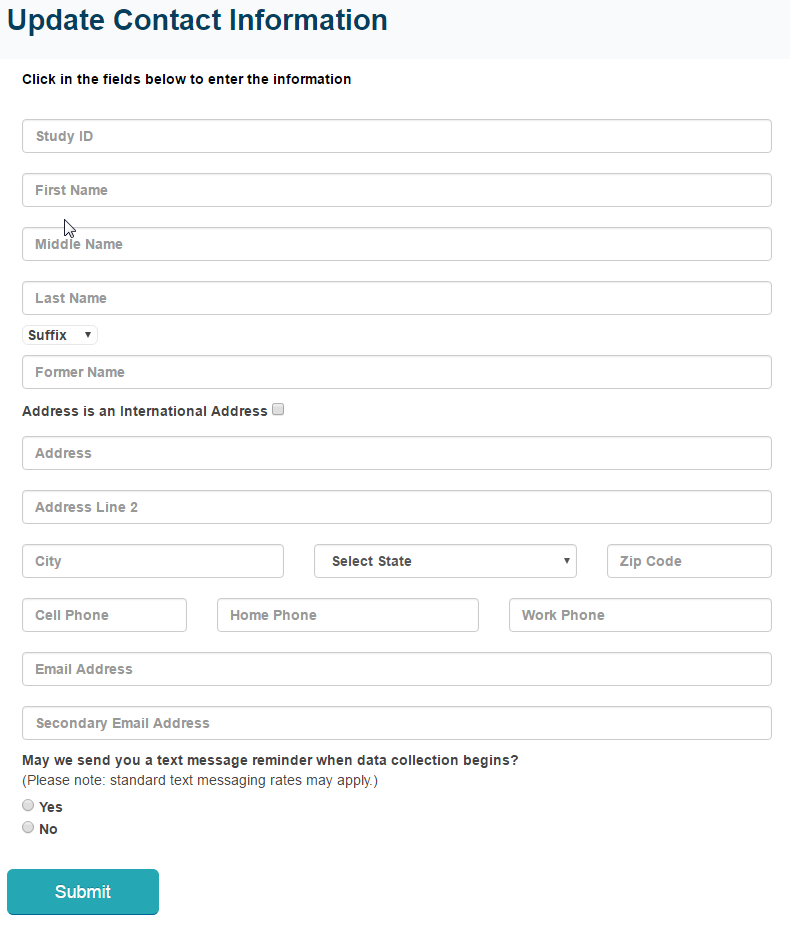 Update Contact Information
Click in the fields below to enter the information
Study ID
First Name
Middle Name
Last Name
Suffix
Former Name
Address is an International Address
Address
Address Line 2
City Select State Zip Code
Cell Phone Home Phone Work Phone
Email Address
Secondary Email Address
May we send you a text message reminder when data collection begins?
(Please note: standard text messaging rates may apply.)
Yes
No
Submit